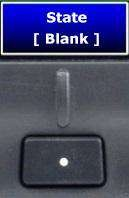 State
[ Blank ]